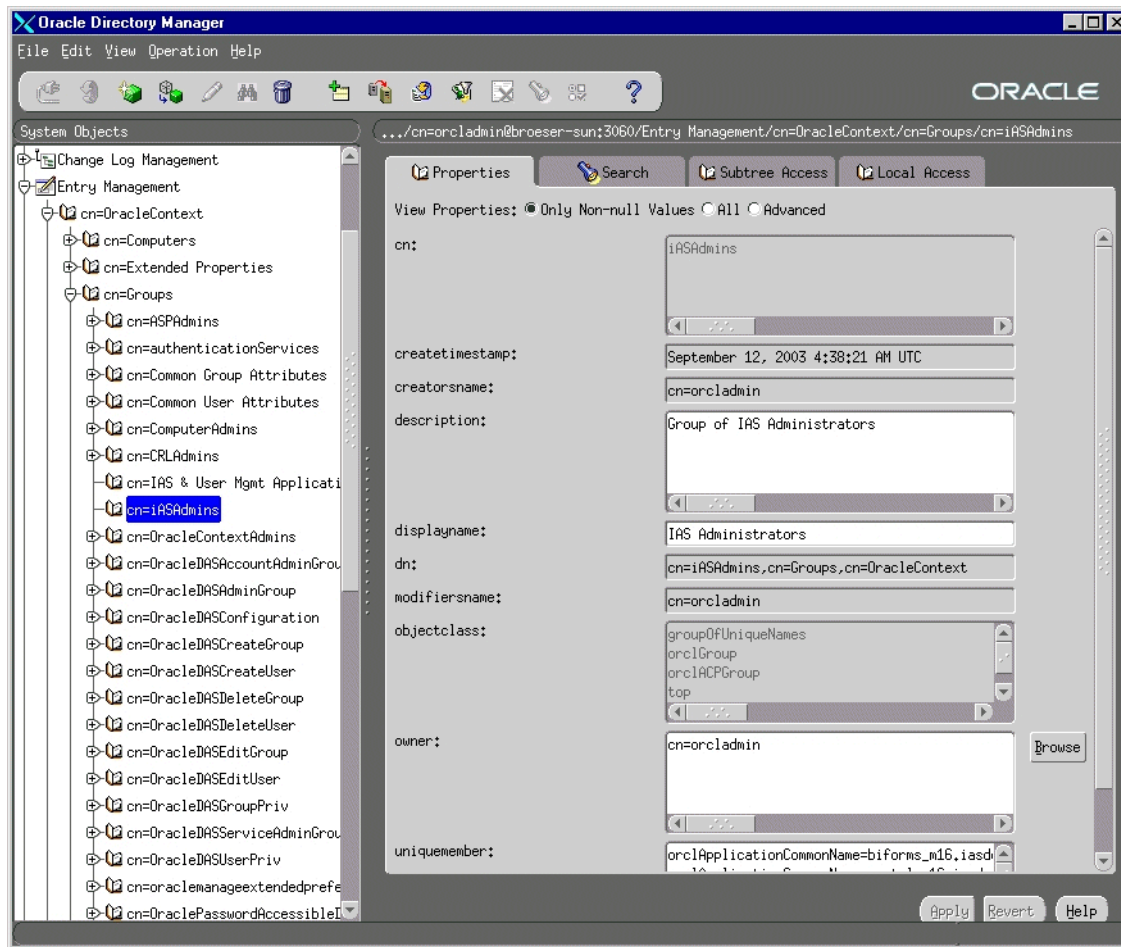 Oracle Directory Manager
File Edit View Operation Help
ORACLE
System Objects
.../cn=orcladmin@broeser-sun:3060/Entry Management/cn=OracleContext/cn=Groups/cn=iASAdmins
Change Log Management
Entry Management
cn=OracleContext
cn=Computers
cn=Extended Properties
cn=Groups
cn=ASPAdmins
cn=authenticationServices
cn=Common Group Attributes
cn=Common User Attributes
cn=ComputerAdmins
cn=CRLAdmins
cn=IAS & User Mgmt Applicati
cn=iASAdmins
cn=OracleContextAdmins
cn=OracleDASAccountAdminGrou
cn=OracleDASAdminGroup
cn=OracleDASConfiguration
cn=OracleDASCreateGroup
cn=OracleDASCreateUser
cn=OracleDASDeleteGroup
cn=OracleDASDeleteUser
cn=OracleDASEditGroup
cn=OracleDASEditUser
cn=OracleDASGroupPriv
cn=OracleDASServiceAdminGrou
cn=OracleDASUserPriv
cn=oraclemanageextendedprefe
cn=OraclePasswordAccessibleD
Properties Search Subtree Access Local Access
View Properties: Only Non-null Values All Advanced
cn: iASAdmins
createtimestamp: September 12, 2003 4:38:21 AM UTC
creatorsname: cn=orcladmin
description: Group of IAS Administrators
displayname: IAS Administrators
dn: cn=iASAdmins,cn=Groups,cn=OracleContext
modifiersname: cn=orcladmin
objectclass: groupOfUniqueNames
orclGroup
orclACPGroup
top
owner: cn=orcladmin
Browse
uniquemember: orclApplicationCommonName=biforms_m16.iasd
Apply Revert Help